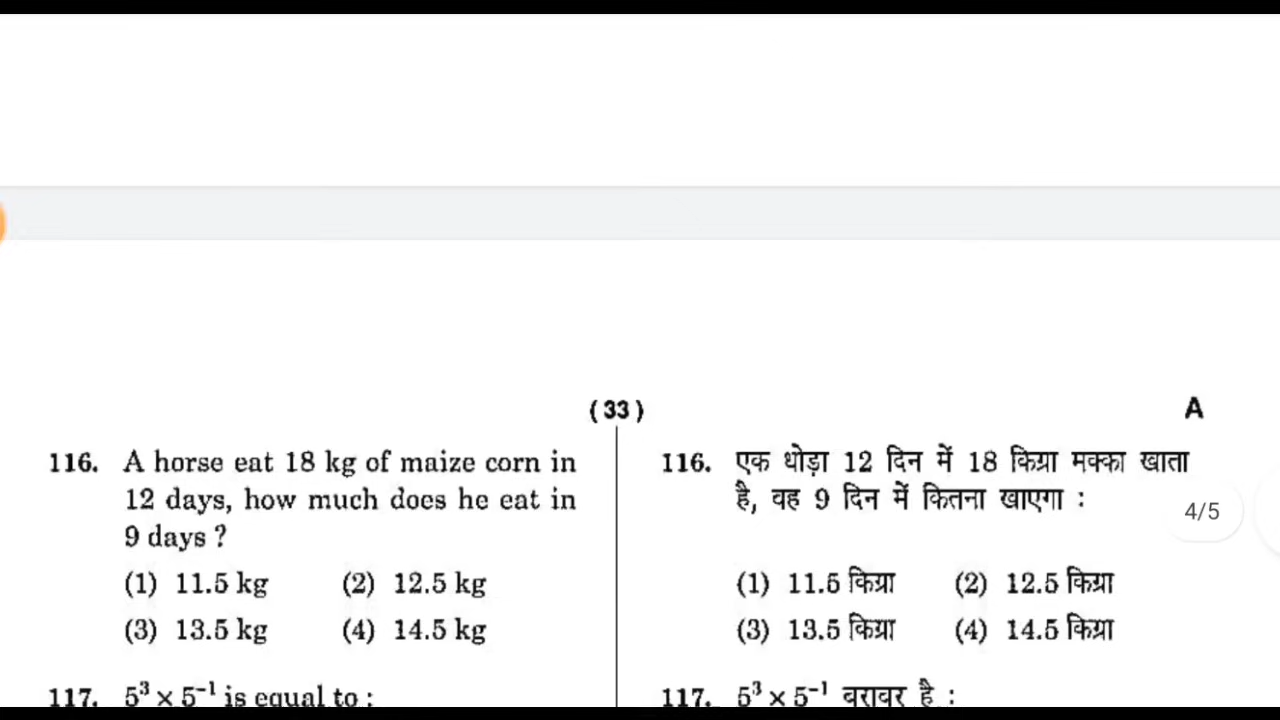 (33)
A
116. A horse eat 18 kg of maize corn in
12 days, how much does he eat in
9 days ?
(1) 11.5 kg (2) 12.5 kg
(3) 13.5 kg (4) 14.5 kg
117. 5³ × 5⁻¹ is equal to :
116. एक घोड़ा 12 दिन में 18 किग्रा मक्का खाता
है, वह 9 दिन में कितना खाएगा :
(1) 11.5 किग्रा (2) 12.5 किग्रा
(3) 13.5 किग्रा (4) 14.5 किग्रा
117. 5³ × 5⁻¹ बराबर है :
4/5